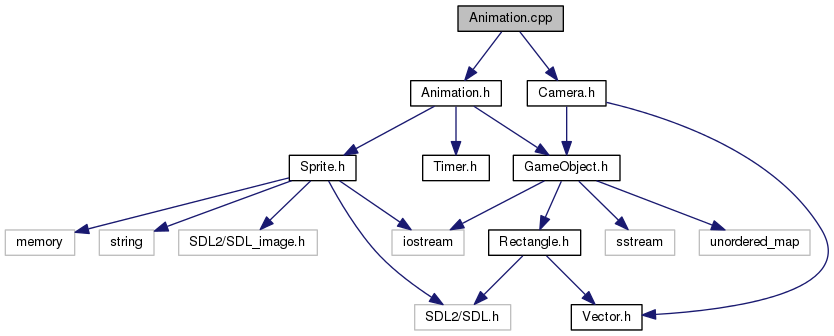 Animation.cpp
Animation.h
Camera.h
Sprite.h
Timer.h
GameObject.h
memory
string
SDL2/SDL_image.h
iostream
Rectangle.h
sstream
unordered_map
SDL2/SDL.h
Vector.h